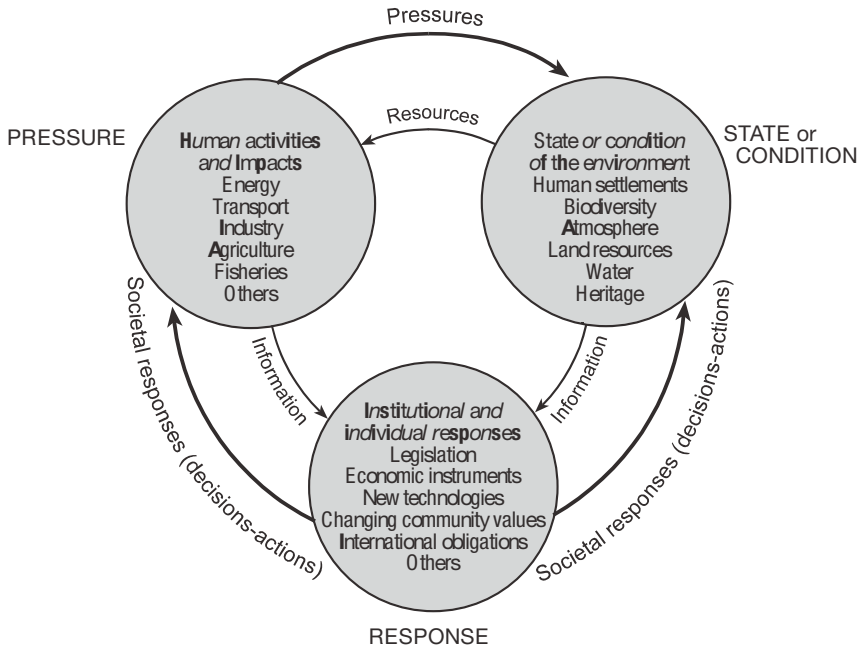 Pressures
Resources
PRESSURE
Human activities
and Impacts
Energy
Transport
Industry
Agriculture
Fisheries
Others
STATE or
CONDITION
State or condition
of the environment
Human settlements
Biodiversity
Atmosphere
Land resources
Water
Heritage
Societal responses (decisions-actions)
Information
Information
Societal responses (decisions-actions)
Institutional and
individual responses
Legislation
Economic instruments
New technologies
Changing community values
International obligations
Others
RESPONSE